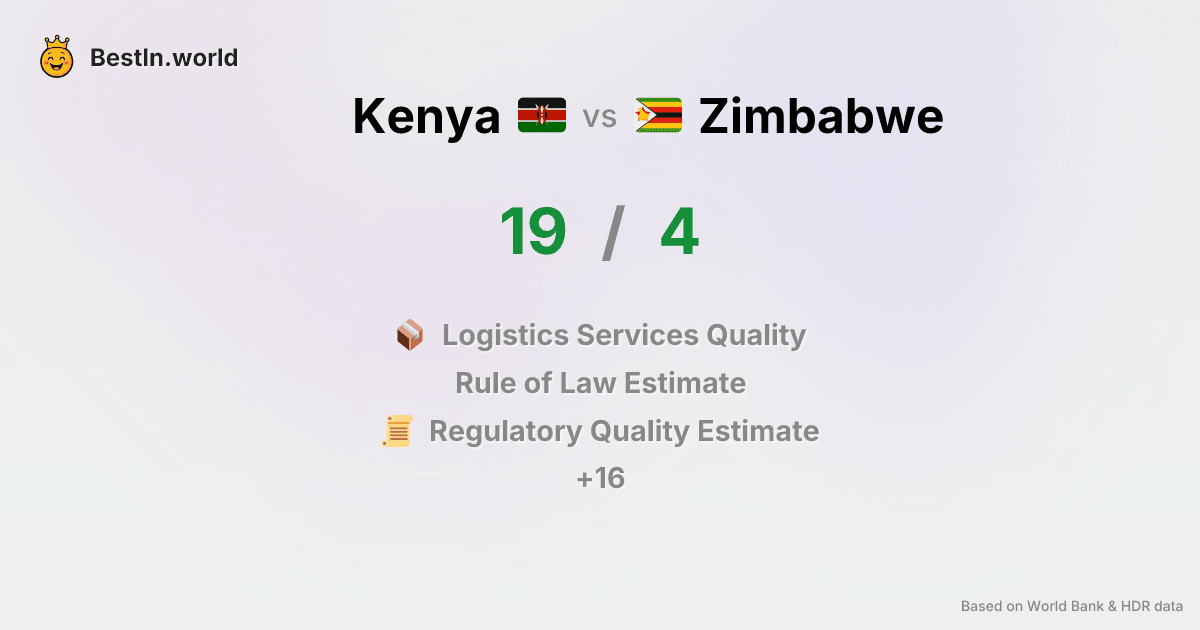 BestIn.world
Kenya vs Zimbabwe
19 / 4
Logistics Services Quality
Rule of Law Estimate
Regulatory Quality Estimate
+16
Based on World Bank & HDR data